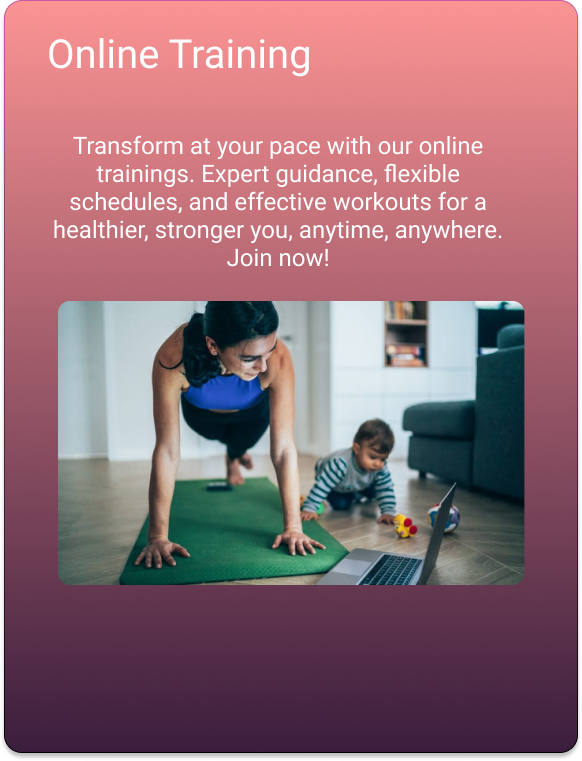 Online Training
Transform at your pace with our online
trainings. Expert guidance, flexible
schedules, and effective workouts for a
healthier, stronger you, anytime, anywhere.
Join now!